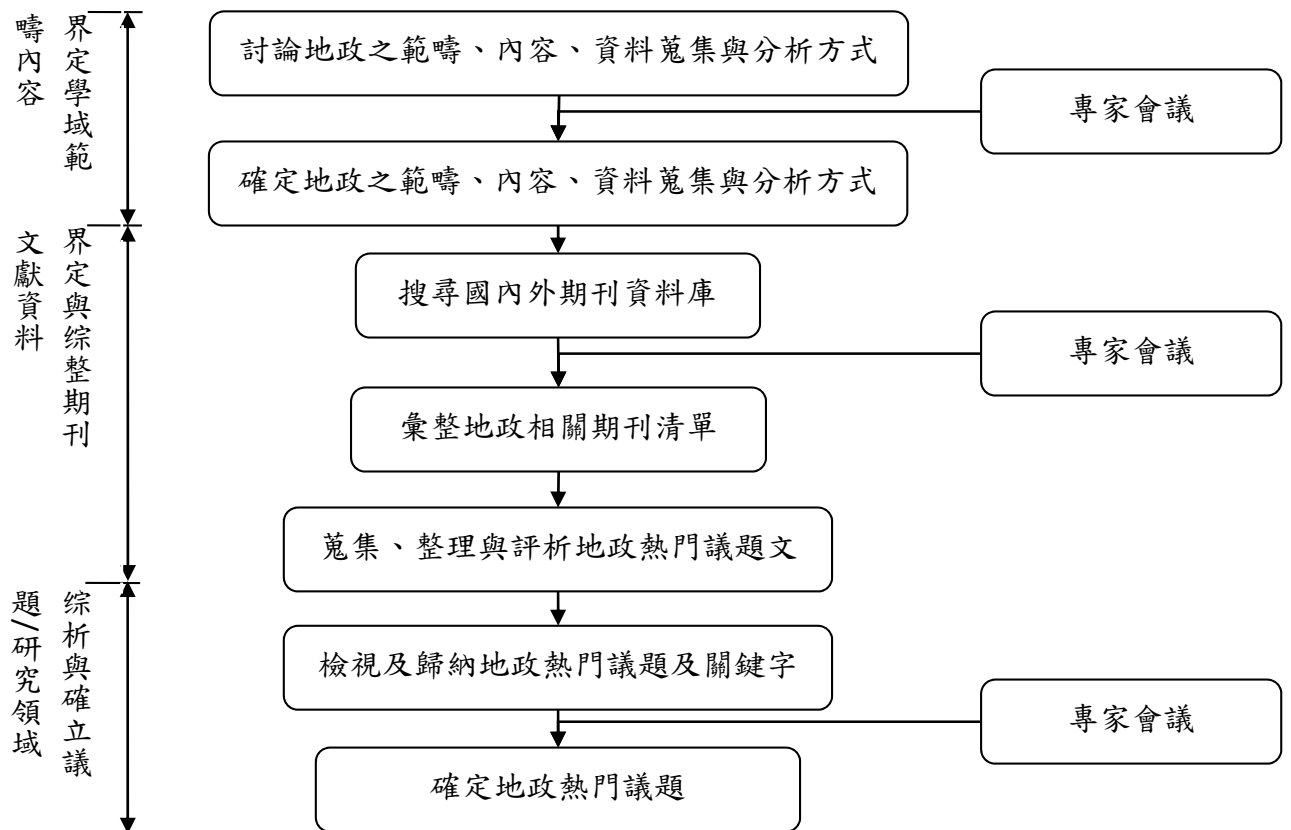 界定學域範
疇內容
討論地政之範疇、內容、資料蒐集與分析方式
專家會議
確定地政之範疇、內容、資料蒐集與分析方式
界定與综整期刊
文獻資料
搜尋國內外期刊資料庫
專家會議
彙整地政相關期刊清單
蒐集、整理與評析地政熱門議題文
综析與確立議
題/研究領域
檢視及歸納地政熱門議題及關鍵字
專家會議
確定地政熱門議題